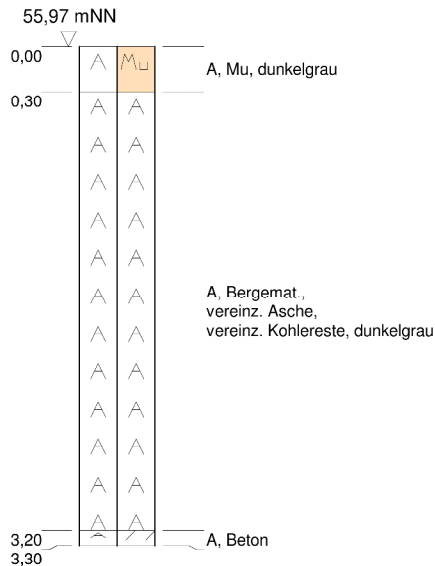 55,97 mNN
0,00
A Mu
A, Mu, dunkelgrau
0,30
A A
A A
A A
A A
A A
A A
A, Bergemat.,
vereinz. Asche,
vereinz. Kohlereste, dunkelgrau
A A
A A
A A
A A
A A
A A
3,20
A, Beton
3,30